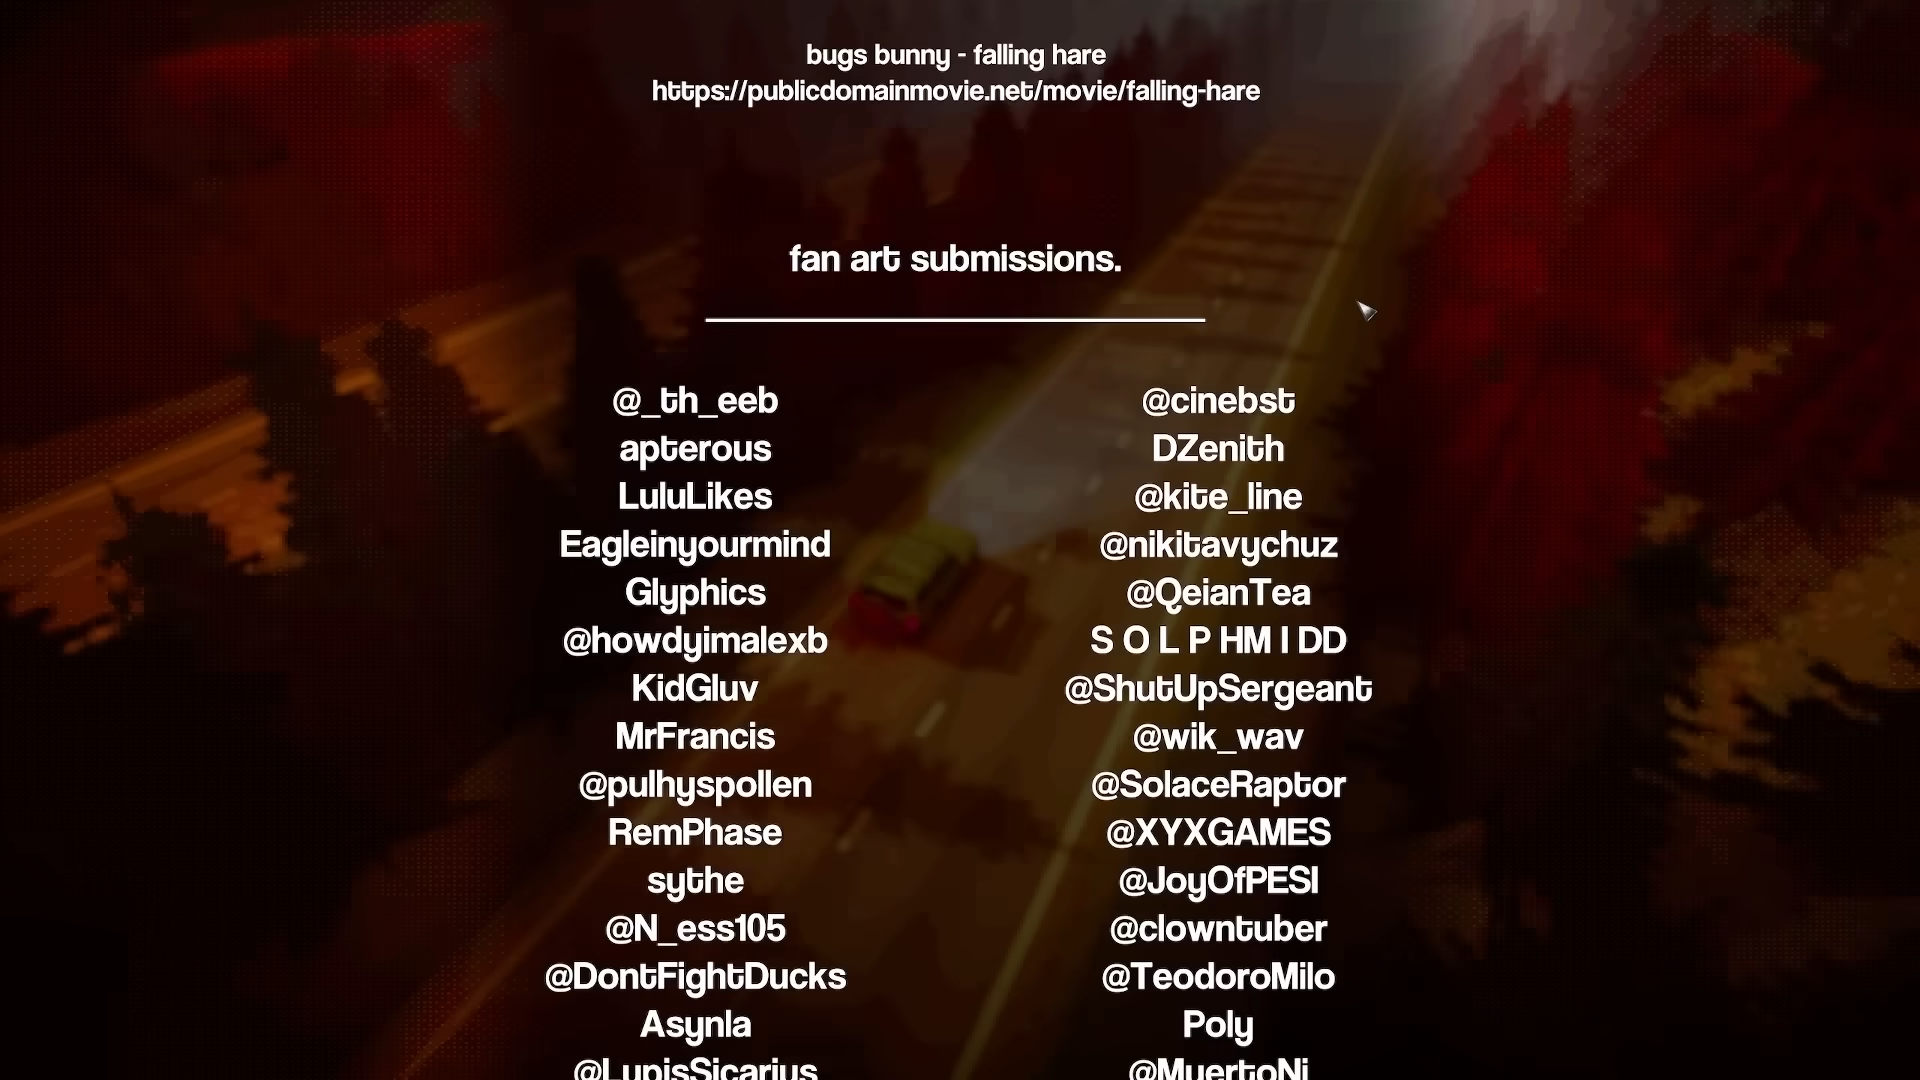 bugs bunny - falling hare
https://publicdomainmovie.net/movie/falling-hare
fan art submissions.
@_th_eeb
apterous
LuluLikes
Eagleinyourmind
Glyphics
@howdyimalexb
KidGluv
MrFrancis
@pulhyspollen
RemPhase
sythe
@N_ess105
@DontFightDucks
Asynla
@LupisSicarius
@cinebst
DZenith
@kite_line
@nikitavychuz
@QeianTea
S O L P HM I DD
@ShutUpSergeant
@wik_wav
@SolaceRaptor
@XYXGAMES
@JoyOfPESI
@clowntuber
@TeodoroMilo
Poly
@MuertoNi